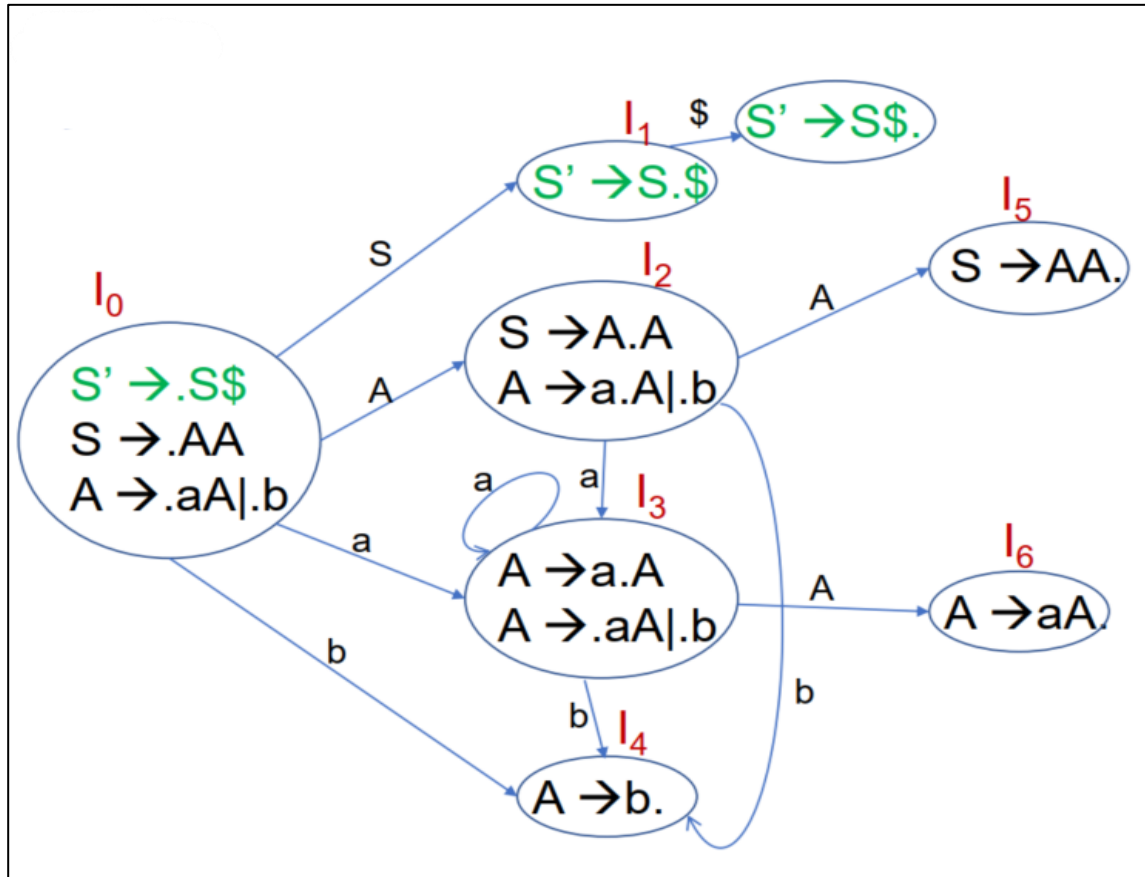 I₀
S' →.S$
S →.AA
A →.aA|.b
S
A
a
b
I₁
S' →S.$
$
S' →S$.
I₂
S →A.A
A →a.A|.b
A
I₅
S →AA.
a
a
I₃
A →a.A
A →.aA|.b
A
I₆
A →aA.
b
b
I₄
A →b.